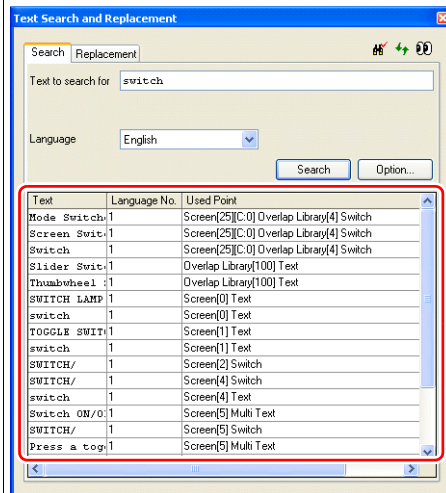 Text Search and Replacement
Search Replacement
Text to search for switch
Language English
Search Option...
Text Language No. Used Point
Mode Switch 1 Screen[25][C:0] Overlap Library[4] Switch
Screen Swit 1 Screen[25][C:0] Overlap Library[4] Switch
Switch 1 Screen[25][C:0] Overlap Library[4] Switch
Slider Swit 1 Overlap Library[100] Text
Thumbwheel 1 Overlap Library[100] Text
SWITCH LAMP 1 Screen[0] Text
switch 1 Screen[0] Text
TOGGLE SWIT 1 Screen[1] Text
switch 1 Screen[1] Text
SWITCH/ 1 Screen[2] Switch
SWITCH/ 1 Screen[4] Switch
switch 1 Screen[4] Text
Switch ON/O 1 Screen[5] Multi Text
SWITCH/ 1 Screen[5] Switch
Press a tog 1 Screen[5] Multi Text